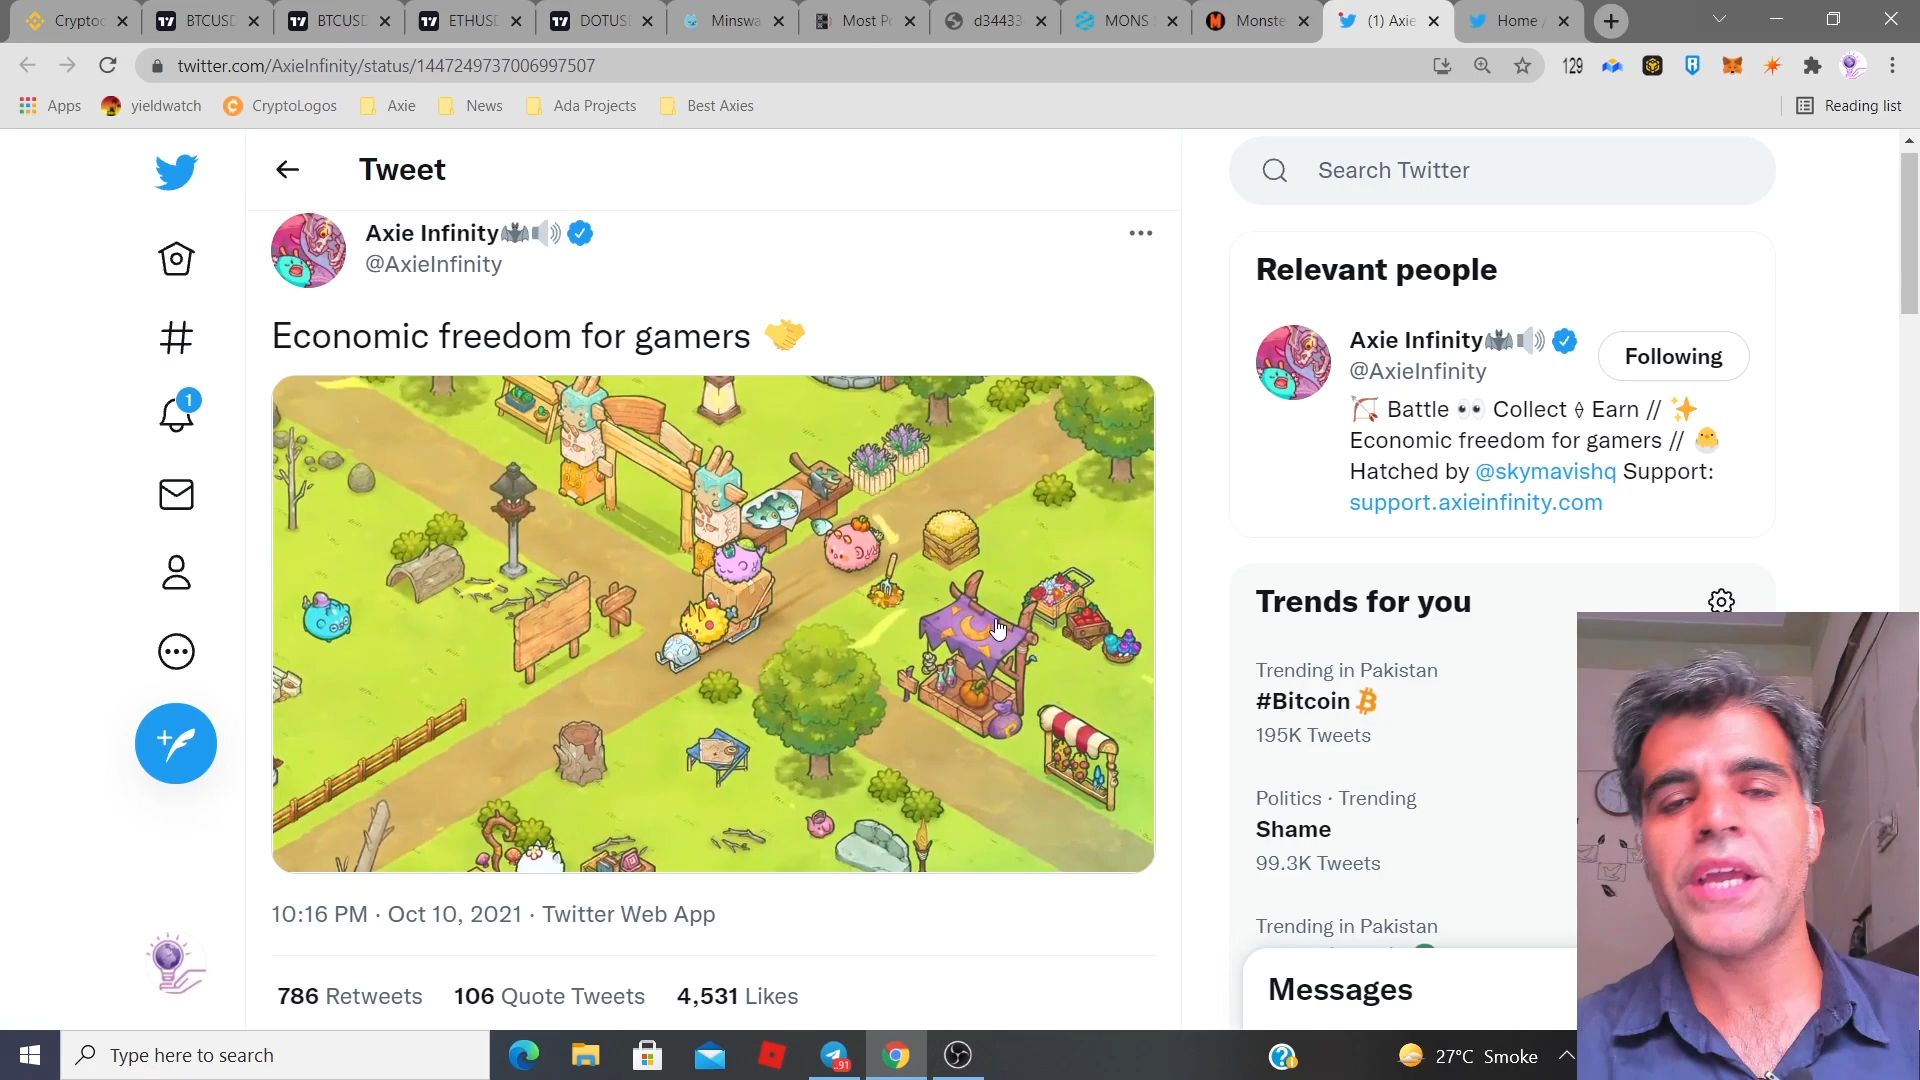 Cryptoc
BTCUSD
BTCUSD
ETHUSD
DOTUSD
Minswa
Most Po
d34433
MONS
Monste
(1) Axie
Home /
twitter.com/AxieInfinity/status/1447249737006997507
129
Apps
yieldwatch
CryptoLogos
Axie
News
Ada Projects
Best Axies
Reading list
Tweet
Search Twitter
Axie Infinity🦇🔊
@AxieInfinity
Economic freedom for gamers 🤝
Relevant people
Axie Infinity🦇🔊
@AxieInfinity
Following
🏹 Battle 👀 Collect ⟠ Earn // ✨
Economic freedom for gamers // 🐣
Hatched by @skymavishq Support:
support.axieinfinity.com
1
Trends for you
Trending in Pakistan
#Bitcoin
195K Tweets
Politics · Trending
Shame
99.3K Tweets
Trending in Pakistan
10:16 PM · Oct 10, 2021 · Twitter Web App
786 Retweets 106 Quote Tweets 4,531 Likes
Messages
Type here to search
91
27°C Smoke